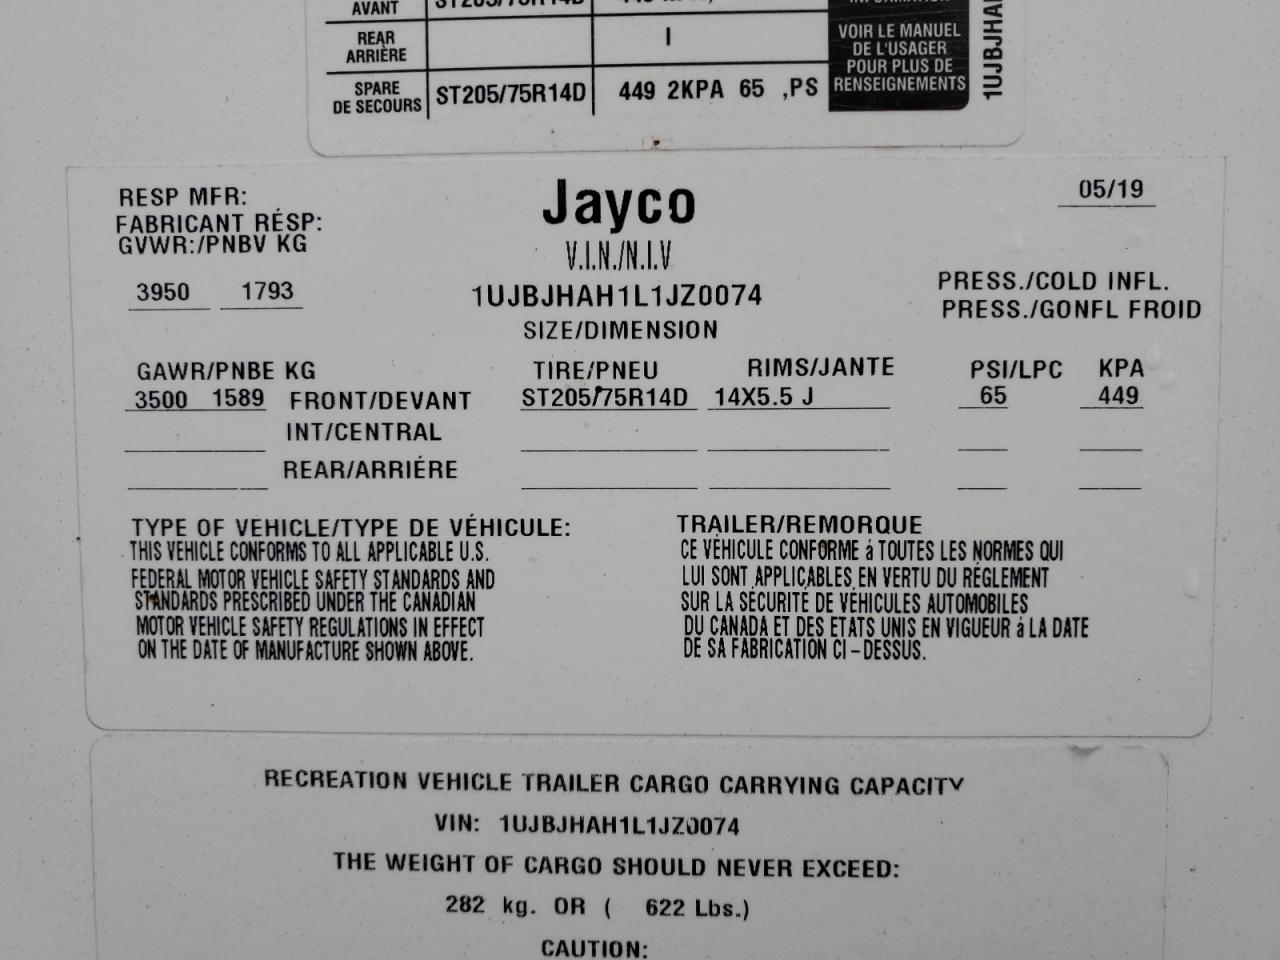 AVANT ST205/75R14D
REAR
ARRIÈRE
VOIR LE MANUEL
DE L'USAGER
POUR PLUS DE
RENSEIGNEMENTS
SPARE
DE SECOURS ST205/75R14D 449 2KPA 65 ,PS
1UJBJHA
RESP MFR: Jayco 05/19
FABRICANT RÉSP:
GVWR:/PNBV KG V.I.N./N.I.V
3950 1793 1UJBJHAH1L1JZ0074 PRESS./COLD INFL.
SIZE/DIMENSION PRESS./GONFL FROID
GAWR/PNBE KG TIRE/PNEU RIMS/JANTE PSI/LPC KPA
3500 1589 FRONT/DEVANT ST205/75R14D 14X5.5 J 65 449
INT/CENTRAL
REAR/ARRIÉRE
TYPE OF VEHICLE/TYPE DE VÉHICULE: TRAILER/REMORQUE
THIS VEHICLE CONFORMS TO ALL APPLICABLE U.S.
FEDERAL MOTOR VEHICLE SAFETY STANDARDS AND
STANDARDS PRESCRIBED UNDER THE CANADIAN
MOTOR VEHICLE SAFETY REGULATIONS IN EFFECT
ON THE DATE OF MANUFACTURE SHOWN ABOVE.
CE VÉHICULE CONFORME á TOUTES LES NORMES QUI
LUI SONT APPLICABLES EN VERTU DU RÉGLEMENT
SUR LA SÉCURITÉ DE VÉHICULES AUTOMOBILES
DU CANADA ET DES ETATS UNIS EN VIGUEUR á LA DATE
DE SA FABRICATION CI-DESSUS.
RECREATION VEHICLE TRAILER CARGO CARRYING CAPACITY
VIN: 1UJBJHAH1L1JZ0074
THE WEIGHT OF CARGO SHOULD NEVER EXCEED:
282 kg. OR ( 622 Lbs.)
CAUTION: